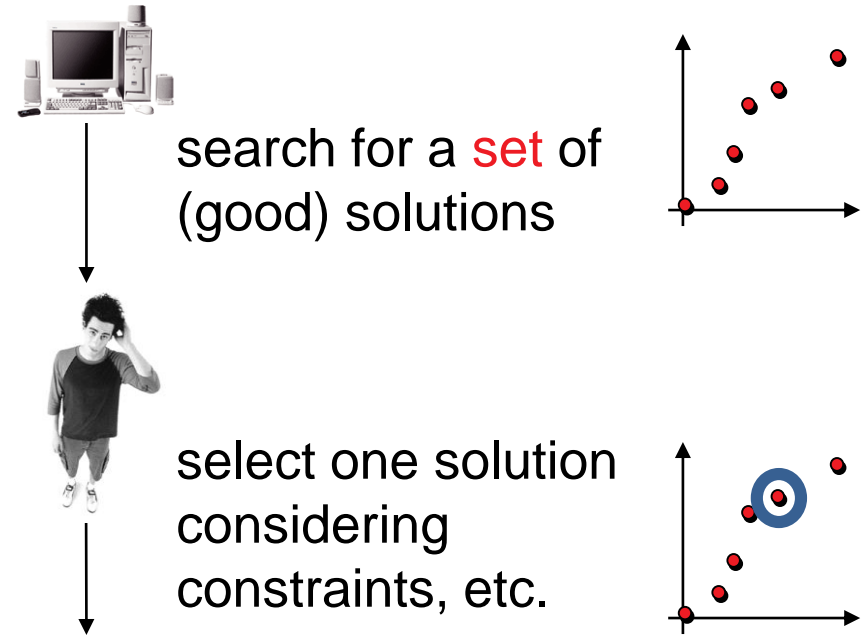 search for a set of
(good) solutions
select one solution
considering
constraints, etc.